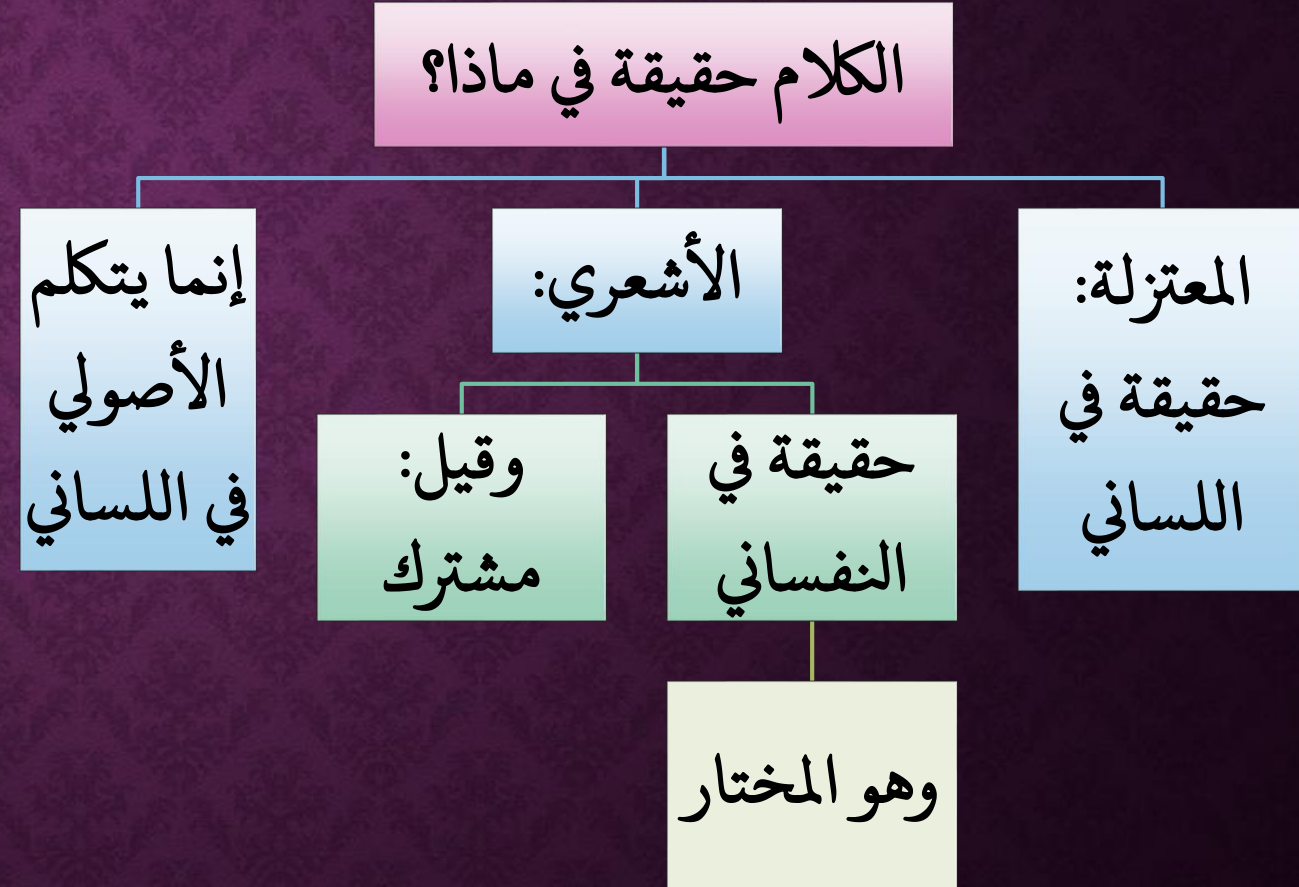 الكلام حقيقة في ماذا؟
المعتزلة:
حقيقة في
اللساني
الأشعري:
حقيقة في
النفساني
وهو المختار
وقيل:
مشترك
إنما يتكلم
الأصولي
في اللساني